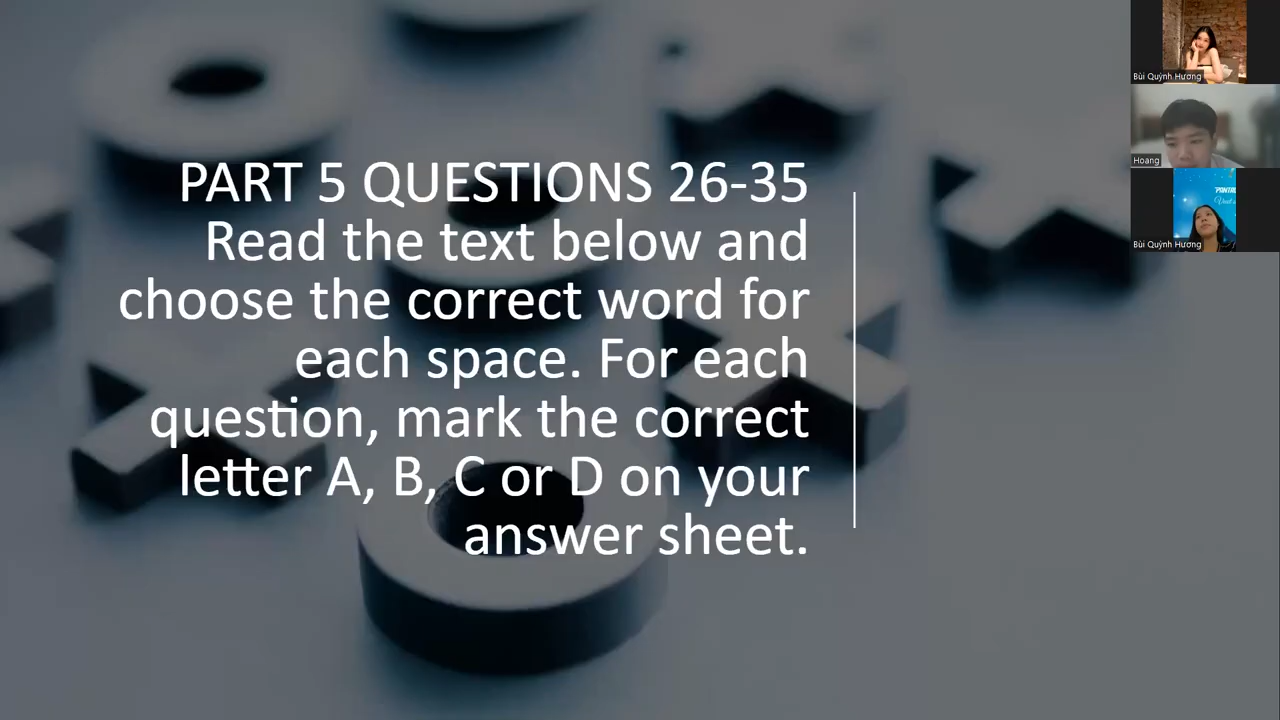 PART 5 QUESTIONS 26-35
Read the text below and
choose the correct word for
each space. For each
question, mark the correct
letter A, B, C or D on your
answer sheet.
Bùi Quỳnh Hương
Hoang
Bùi Quỳnh Hương